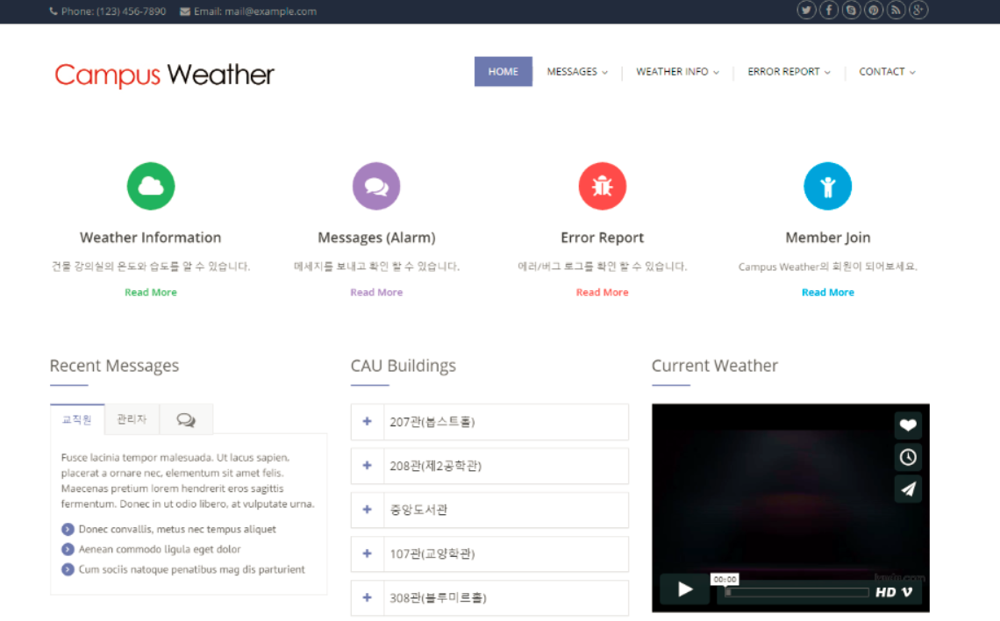 Phone: (123) 456-7890 Email: mail@example.com
Campus Weather
HOME MESSAGES WEATHER INFO ERROR REPORT CONTACT
Weather Information
건물 강의실의 온도와 습도를 알 수 있습니다.
Read More
Messages (Alarm)
메세지를 보내고 확인 할 수 있습니다.
Read More
Error Report
에러/버그 로그를 확인 할 수 있습니다.
Read More
Member Join
Campus Weather의 회원이 되어보세요.
Read More
Recent Messages
교직원 관리자
Fusce lacinia tempor malesuada. Ut lacus sapien,
placerat a ornare nec, elementum sit amet felis.
Maecenas pretium lorem hendrerit eros sagittis
fermentum. Donec in ut odio libero, at vulputate urna.
Donec convallis, metus nec tempus aliquet
Aenean commodo ligula eget dolor
Cum sociis natoque penatibus mag dis parturient
CAU Buildings
207관(봅스트홀)
208관(제2공학관)
중앙도서관
107관(교양학관)
308관(블루미르홀)
Current Weather
00:00
HD